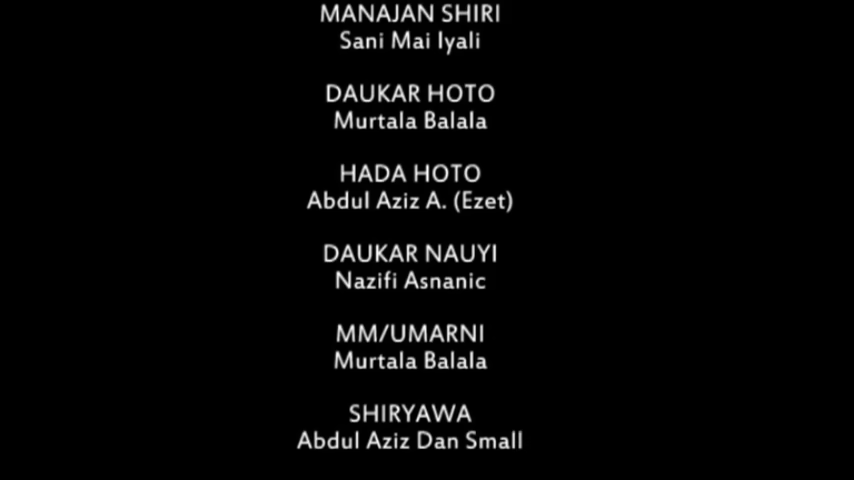 MANAJAN SHIRI
Sani Mai Iyali
DAUKAR HOTO
Murtala Balala
HADA HOTO
Abdul Aziz A. (Ezet)
DAUKAR NAUYI
Nazifi Asnanic
MM/UMARNI
Murtala Balala
SHIRYAWA
Abdul Aziz Dan Small